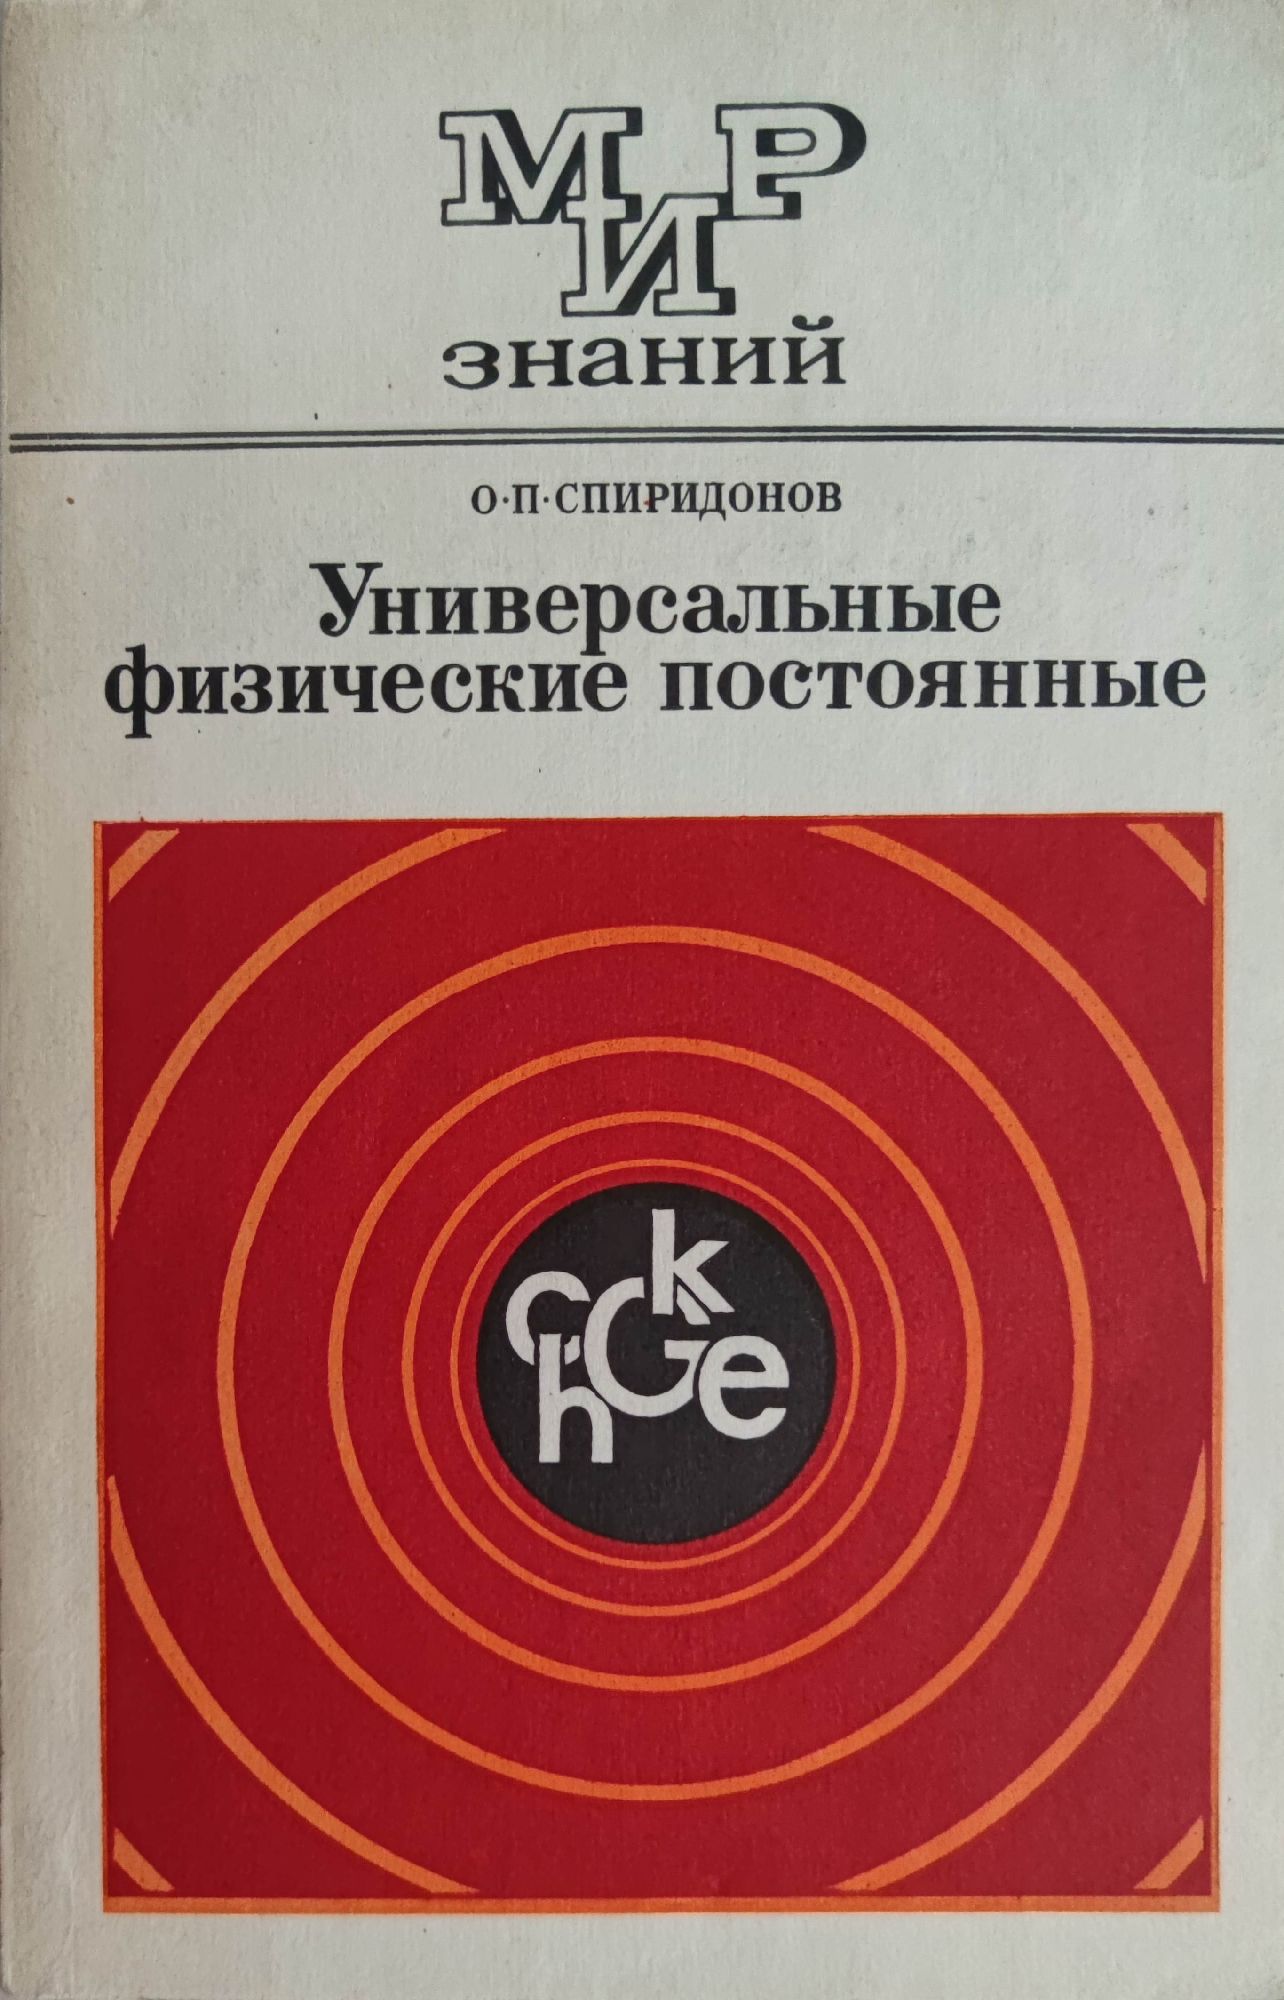 МИР
знаний
О·П·СПИРИДОНОВ
Универсальные
физические постоянные
k
c G e
h